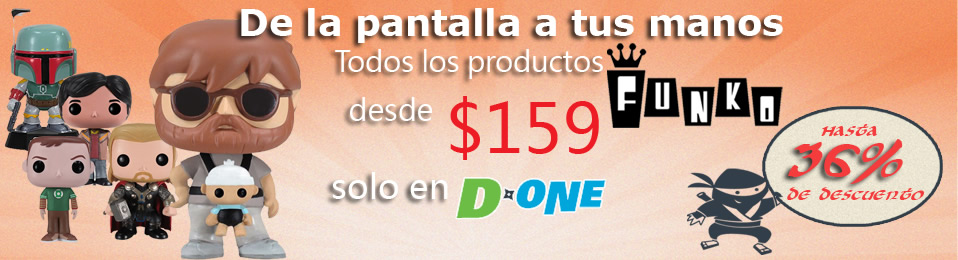 De la pantalla a tus manos
Todos los productos FUNKO
desde $159
solo en D·ONE
HASTA
36%
DE DESCUENTO